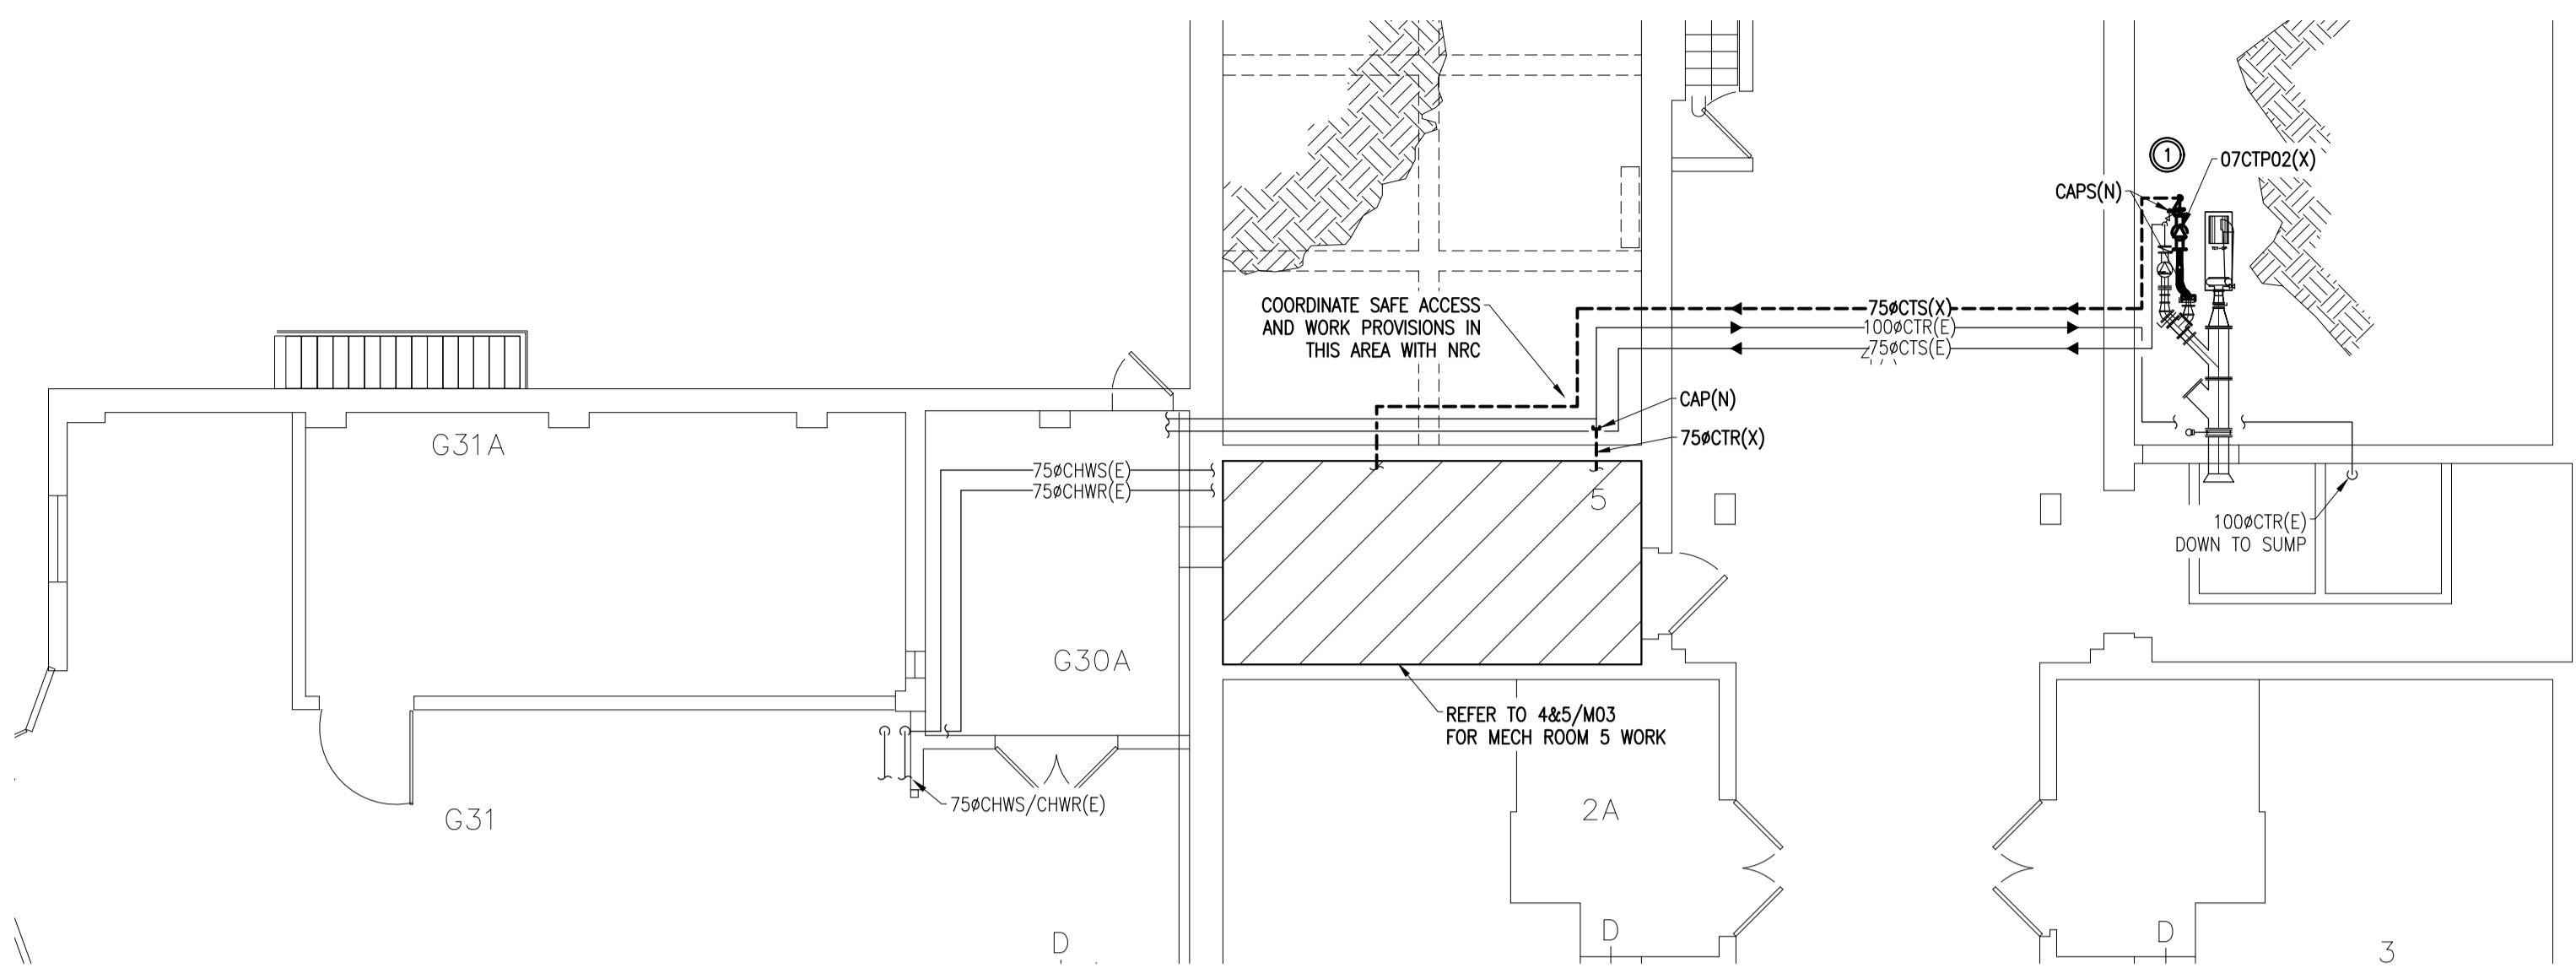 1
07CTP02(X)
CAPS(N)
COORDINATE SAFE ACCESS
AND WORK PROVISIONS IN
THIS AREA WITH NRC
75øCTS(X)
100øCTR(E)
75øCTS(E)
CAP(N)
75øCTR(X)
G31A
75øCHWS(E)
75øCHWR(E)
5
100øCTR(E)
DOWN TO SUMP
G30A
REFER TO 4&5/M03
FOR MECH ROOM 5 WORK
75øCHWS/CHWR(E)
G31
2A
D
D
D
3